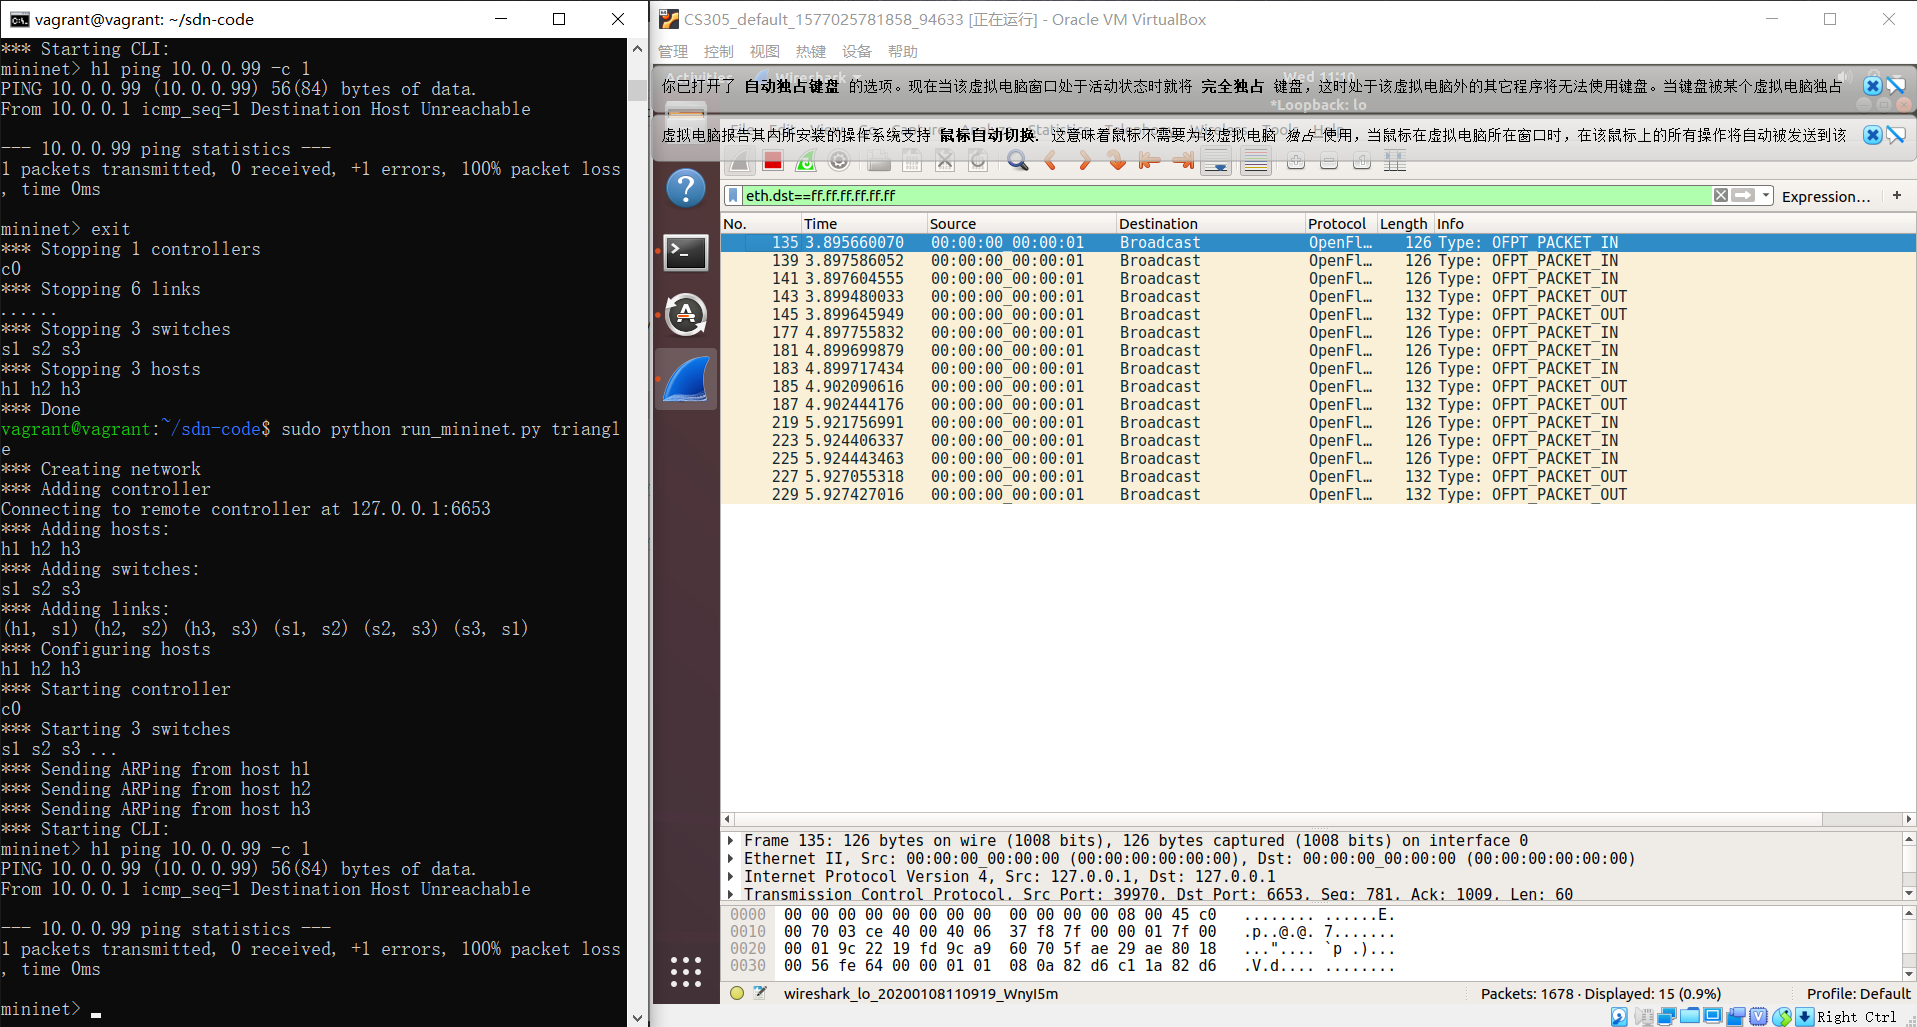 vagrant@vagrant: ~/sdn-code
*** Starting CLI:
mininet> h1 ping 10.0.0.99 -c 1
PING 10.0.0.99 (10.0.0.99) 56(84) bytes of data.
From 10.0.0.1 icmp_seq=1 Destination Host Unreachable
--- 10.0.0.99 ping statistics ---
1 packets transmitted, 0 received, +1 errors, 100% packet loss
, time 0ms
mininet> exit
*** Stopping 1 controllers
c0
*** Stopping 6 links
......
*** Stopping 3 switches
s1 s2 s3
*** Stopping 3 hosts
h1 h2 h3
*** Done
vagrant@vagrant:~/sdn-code$ sudo python run_mininet.py triangl
e
*** Creating network
*** Adding controller
Connecting to remote controller at 127.0.0.1:6653
*** Adding hosts:
h1 h2 h3
*** Adding switches:
s1 s2 s3
*** Adding links:
(h1, s1) (h2, s2) (h3, s3) (s1, s2) (s2, s3) (s3, s1)
*** Configuring hosts
h1 h2 h3
*** Starting controller
c0
*** Starting 3 switches
s1 s2 s3 ...
*** Sending ARPing from host h1
*** Sending ARPing from host h2
*** Sending ARPing from host h3
*** Starting CLI:
mininet> h1 ping 10.0.0.99 -c 1
PING 10.0.0.99 (10.0.0.99) 56(84) bytes of data.
From 10.0.0.1 icmp_seq=1 Destination Host Unreachable
--- 10.0.0.99 ping statistics ---
1 packets transmitted, 0 received, +1 errors, 100% packet loss
, time 0ms
mininet>
CS305_default_1577025781858_94633 [正在运行] - Oracle VM VirtualBox
管理 控制 视图 热键 设备 帮助
Wed 11:10
你已打开了 自动独占键盘 的选项。现在当该虚拟电脑窗口处于活动状态时就将 完全独占 键盘，这时处于该虚拟电脑外的其它程序将无法使用键盘。当键盘被某个虚拟电脑独占
*Loopback: lo
虚拟电脑报告其内所安装的操作系统支持 鼠标自动切换. 这意味着鼠标不需要为该虚拟电脑 独占 使用，当鼠标在虚拟电脑所在窗口时，在该鼠标上的所有操作将自动被发送到该
eth.dst==ff.ff.ff.ff.ff.ff Expression… +
No. Time Source Destination Protocol Length Info
135 3.895660070 00:00:00_00:00:01 Broadcast OpenFl… 126 Type: OFPT_PACKET_IN
139 3.897586052 00:00:00_00:00:01 Broadcast OpenFl… 126 Type: OFPT_PACKET_IN
141 3.897604555 00:00:00_00:00:01 Broadcast OpenFl… 126 Type: OFPT_PACKET_IN
143 3.899480033 00:00:00_00:00:01 Broadcast OpenFl… 132 Type: OFPT_PACKET_OUT
145 3.899645949 00:00:00_00:00:01 Broadcast OpenFl… 132 Type: OFPT_PACKET_OUT
177 4.897755832 00:00:00_00:00:01 Broadcast OpenFl… 126 Type: OFPT_PACKET_IN
181 4.899699879 00:00:00_00:00:01 Broadcast OpenFl… 126 Type: OFPT_PACKET_IN
183 4.899717434 00:00:00_00:00:01 Broadcast OpenFl… 126 Type: OFPT_PACKET_IN
185 4.902090616 00:00:00_00:00:01 Broadcast OpenFl… 132 Type: OFPT_PACKET_OUT
187 4.902444176 00:00:00_00:00:01 Broadcast OpenFl… 132 Type: OFPT_PACKET_OUT
219 5.921756991 00:00:00_00:00:01 Broadcast OpenFl… 126 Type: OFPT_PACKET_IN
223 5.924406337 00:00:00_00:00:01 Broadcast OpenFl… 126 Type: OFPT_PACKET_IN
225 5.924443463 00:00:00_00:00:01 Broadcast OpenFl… 126 Type: OFPT_PACKET_IN
227 5.927055318 00:00:00_00:00:01 Broadcast OpenFl… 132 Type: OFPT_PACKET_OUT
229 5.927427016 00:00:00_00:00:01 Broadcast OpenFl… 132 Type: OFPT_PACKET_OUT
Frame 135: 126 bytes on wire (1008 bits), 126 bytes captured (1008 bits) on interface 0
Ethernet II, Src: 00:00:00_00:00:00 (00:00:00:00:00:00), Dst: 00:00:00_00:00:00 (00:00:00:00:00:00)
Internet Protocol Version 4, Src: 127.0.0.1, Dst: 127.0.0.1
Transmission Control Protocol, Src Port: 39970, Dst Port: 6653, Seq: 781, Ack: 1009, Len: 60
0000 00 00 00 00 00 00 00 00 00 00 00 00 08 00 45 c0 ........ ......E.
0010 00 70 03 ce 40 00 40 06 37 f8 7f 00 00 01 7f 00 .p..@.@. 7.......
0020 00 01 9c 22 19 fd 9c a9 60 70 5f ae 29 ae 80 18 ...".... `p_.)...
0030 00 56 fe 64 00 00 01 01 08 0a 82 d6 c1 1a 82 d6 .V.d.... ........
wireshark_lo_20200108110919_WnyI5m Packets: 1678 · Displayed: 15 (0.9%) Profile: Default
Right Ctrl